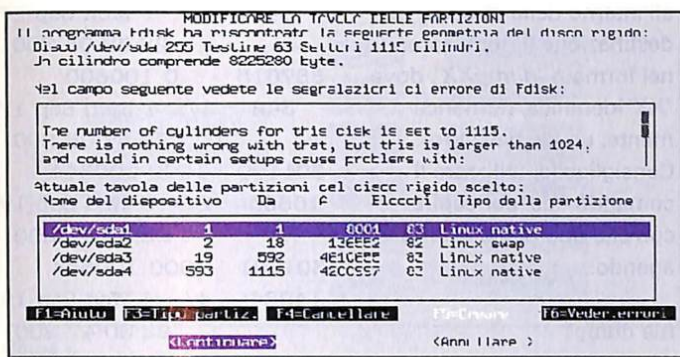 MODIFICARE LA TAVOLA DELLE PARTIZIONI
Il programma fdisk ha riscontrato la seguente geometria del disco rigido:
Disco /dev/sda 255 Testine 63 Settori 1115 Cilindri.
Un cilindro comprende 8225280 byte.
Nel campo seguente vedete le segnalazioni di errore di Fdisk:
The number of cylinders for this disk is set to 1115.
There is nothing wrong with that, but this is larger than 1024,
and could in certain setups cause problems with:
Attuale tavola delle partizioni del disco rigido scelto:
Nome del dispositivo Da A Blocchi Tipo della partizione
/dev/sda1 1 1 83 Linux native
/dev/sda2 2 18 82 Linux swap
/dev/sda3 19 592 83 Linux native
/dev/sda4 593 1115 83 Linux native
F1=Aiuto F3=Tipo partiz. F4=Cancellare F5=Creare F6=Veder.errori
<Continuare> <Annullare >